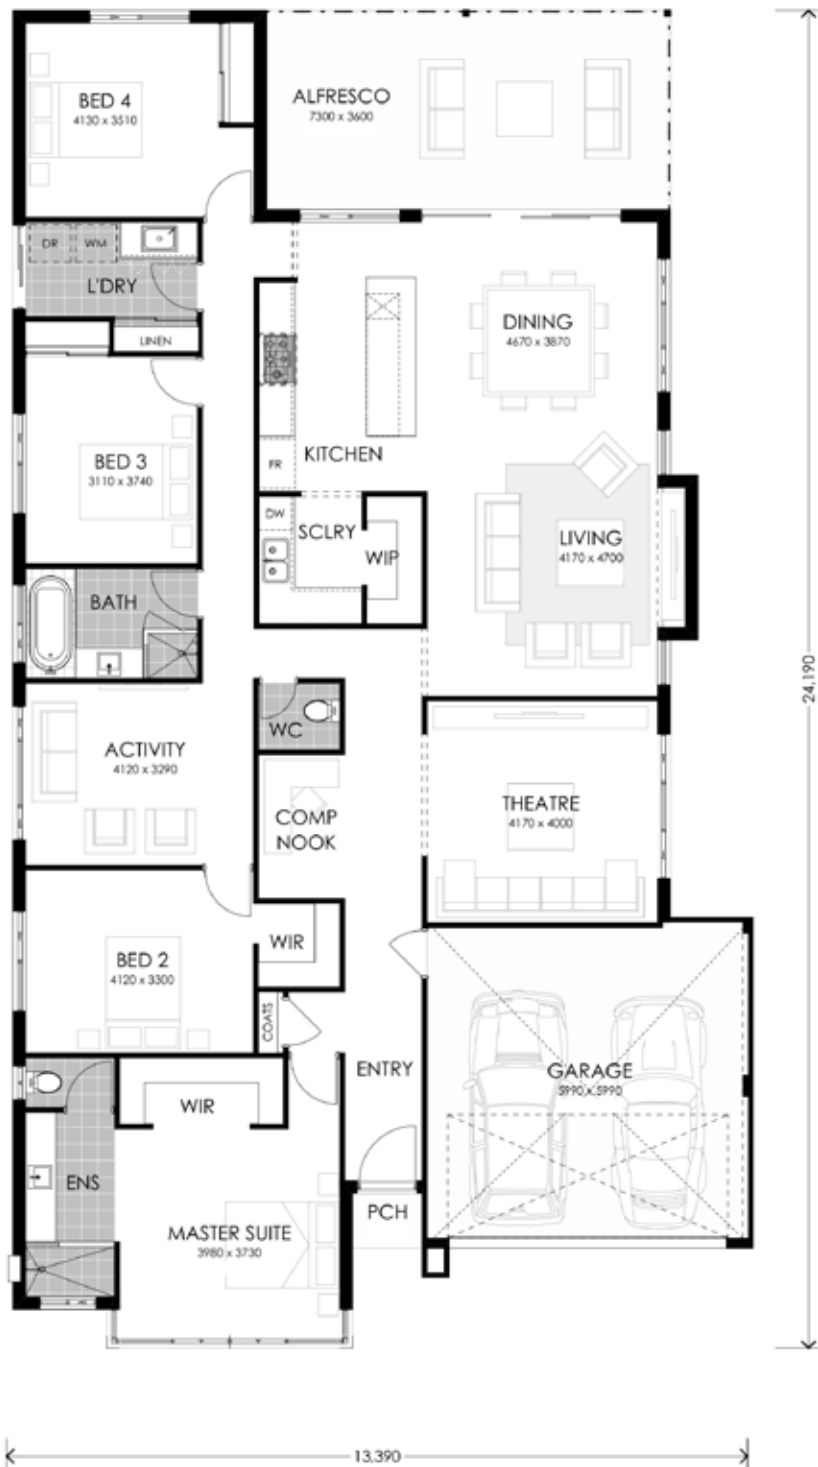 BED 4
4130 x 3510
ALFRESCO
7300 x 3600
DR
WM
L'DRY
LINEN
DINING
4670 x 3870
BED 3
3110 x 3740
KITCHEN
FR
DW
SCLRY
WIP
LIVING
4170 x 4700
BATH
24,190
WC
ACTIVITY
4120 x 3290
COMP
NOOK
THEATRE
4170 x 4000
BED 2
4120 x 3300
WIR
COATS
ENTRY
GARAGE
5990 x 5990
WIR
ENS
MASTER SUITE
3980 x 3730
PCH
13,390